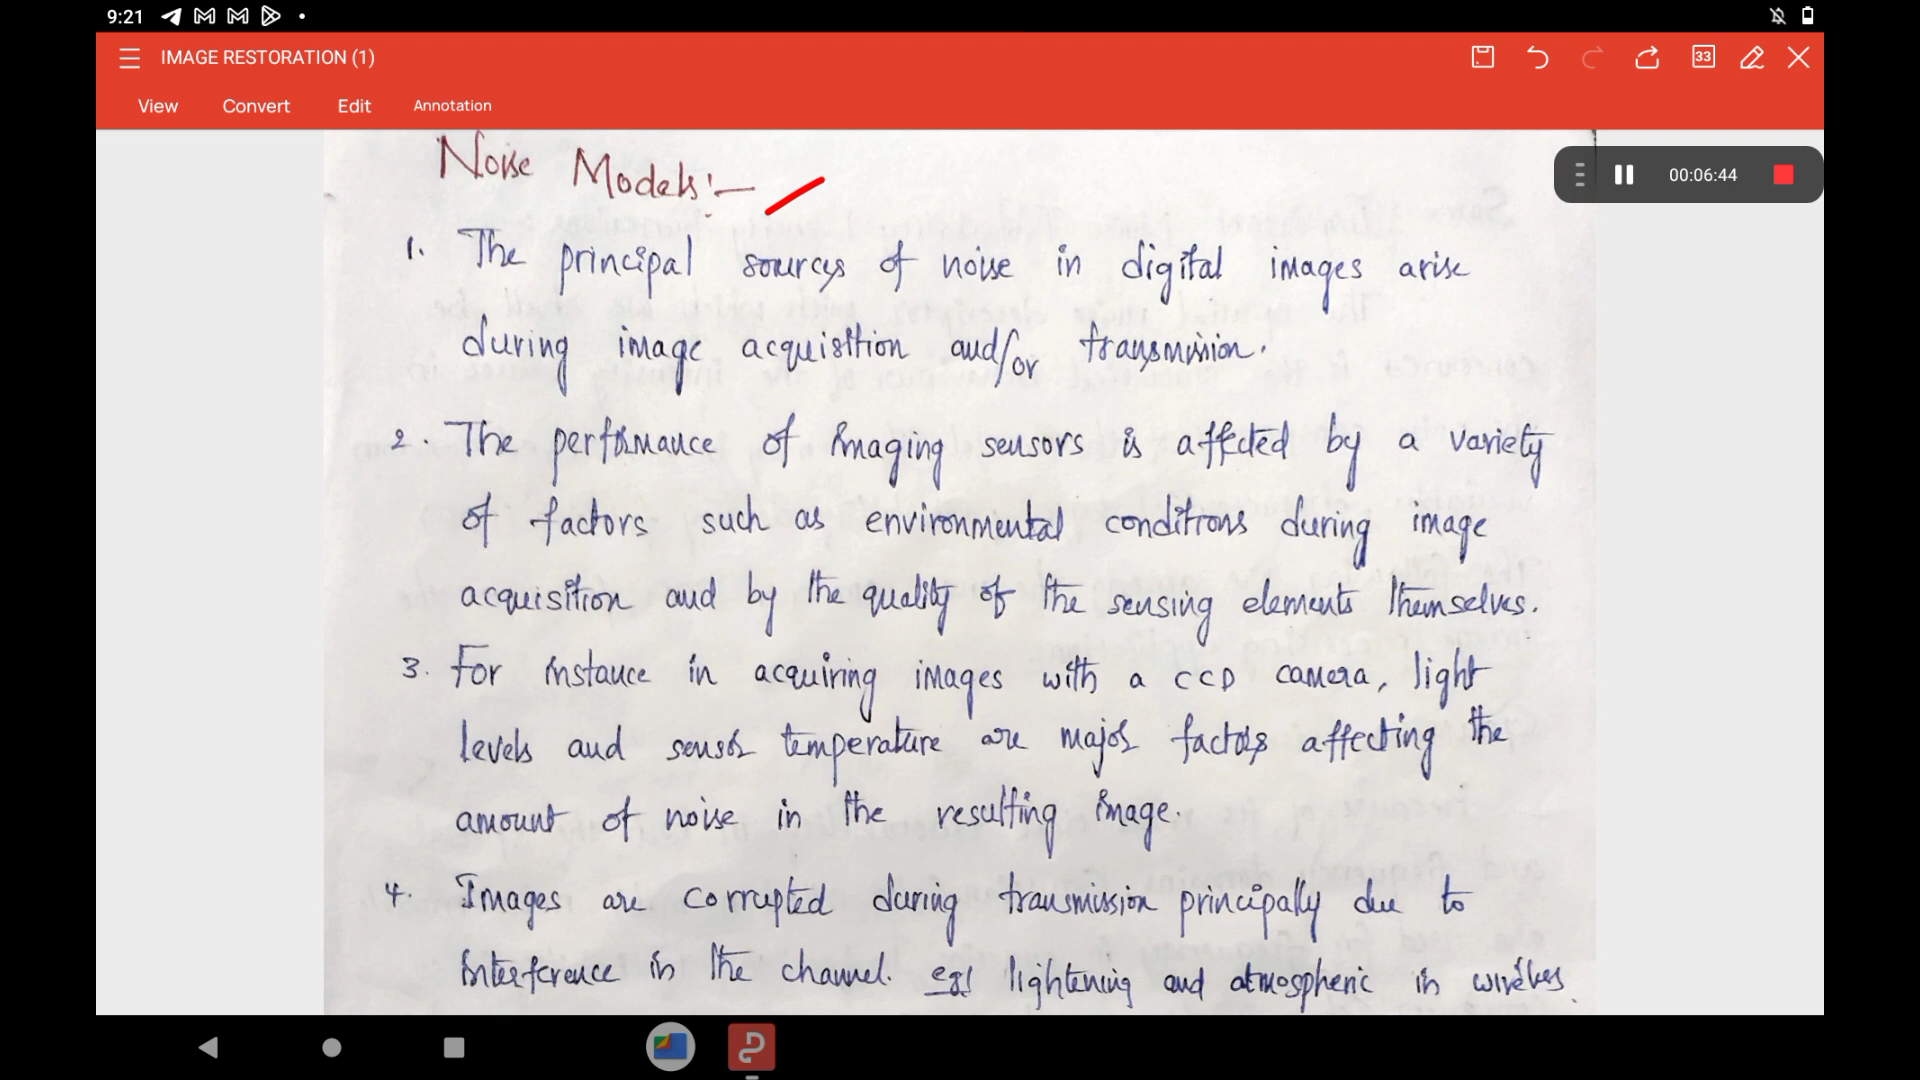 9:21
IMAGE RESTORATION (1)
33
View Convert Edit Annotation
00:06:44
Noise Models:-
1. The principal sources of noise in digital images arise
during image acquisition and/or transmission.
2. The performance of imaging sensors is affected by a variety
of factors such as environmental conditions during image
acquisition and by the quality of the sensing elements themselves.
3. For instance in acquiring images with a CCD camera, light
levels and sensor temperature are major factors affecting the
amount of noise in the resulting image.
4. Images are corrupted during transmission principally due to
interference in the channel. eg! lightening and atmospheric in wireless.